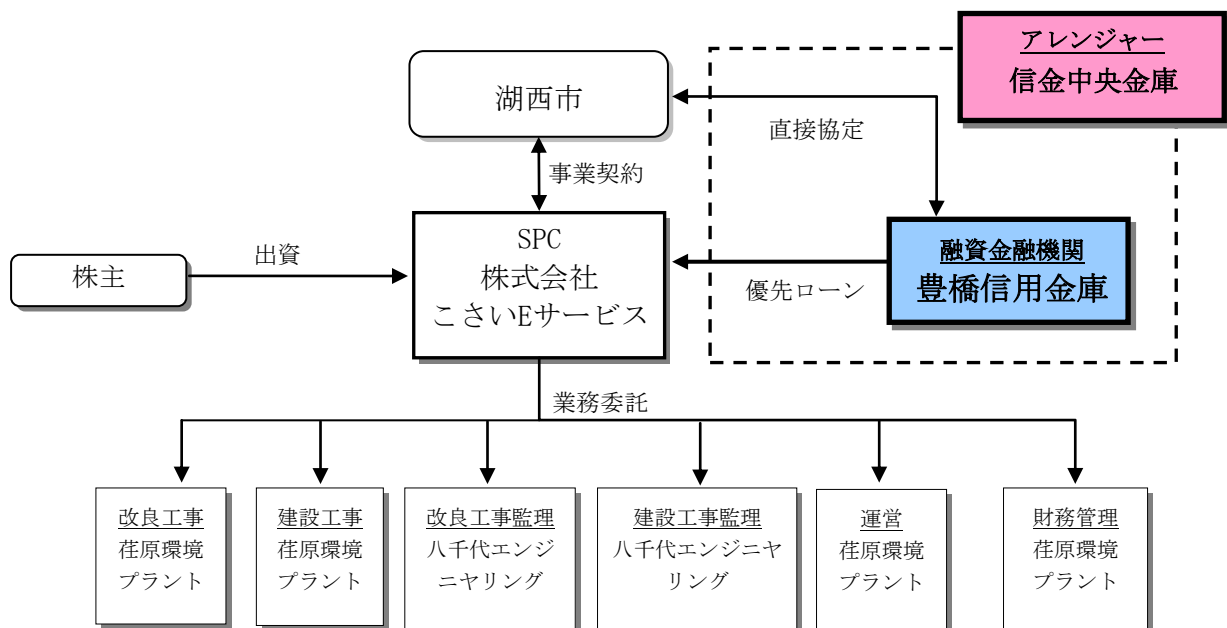 アレンジャー
信金中央金庫
湖西市
直接協定
事業契約
株主
出資
SPC
株式会社
こさいEサービス
優先ローン
融資金融機関
豊橋信用金庫
業務委託
改良工事
荏原環境
プラント
建設工事
荏原環境
プラント
改良工事監理
八千代エンジ
ニヤリング
建設工事監理
八千代エンジニヤ
リング
運営
荏原環境
プラント
財務管理
荏原環境
プラント